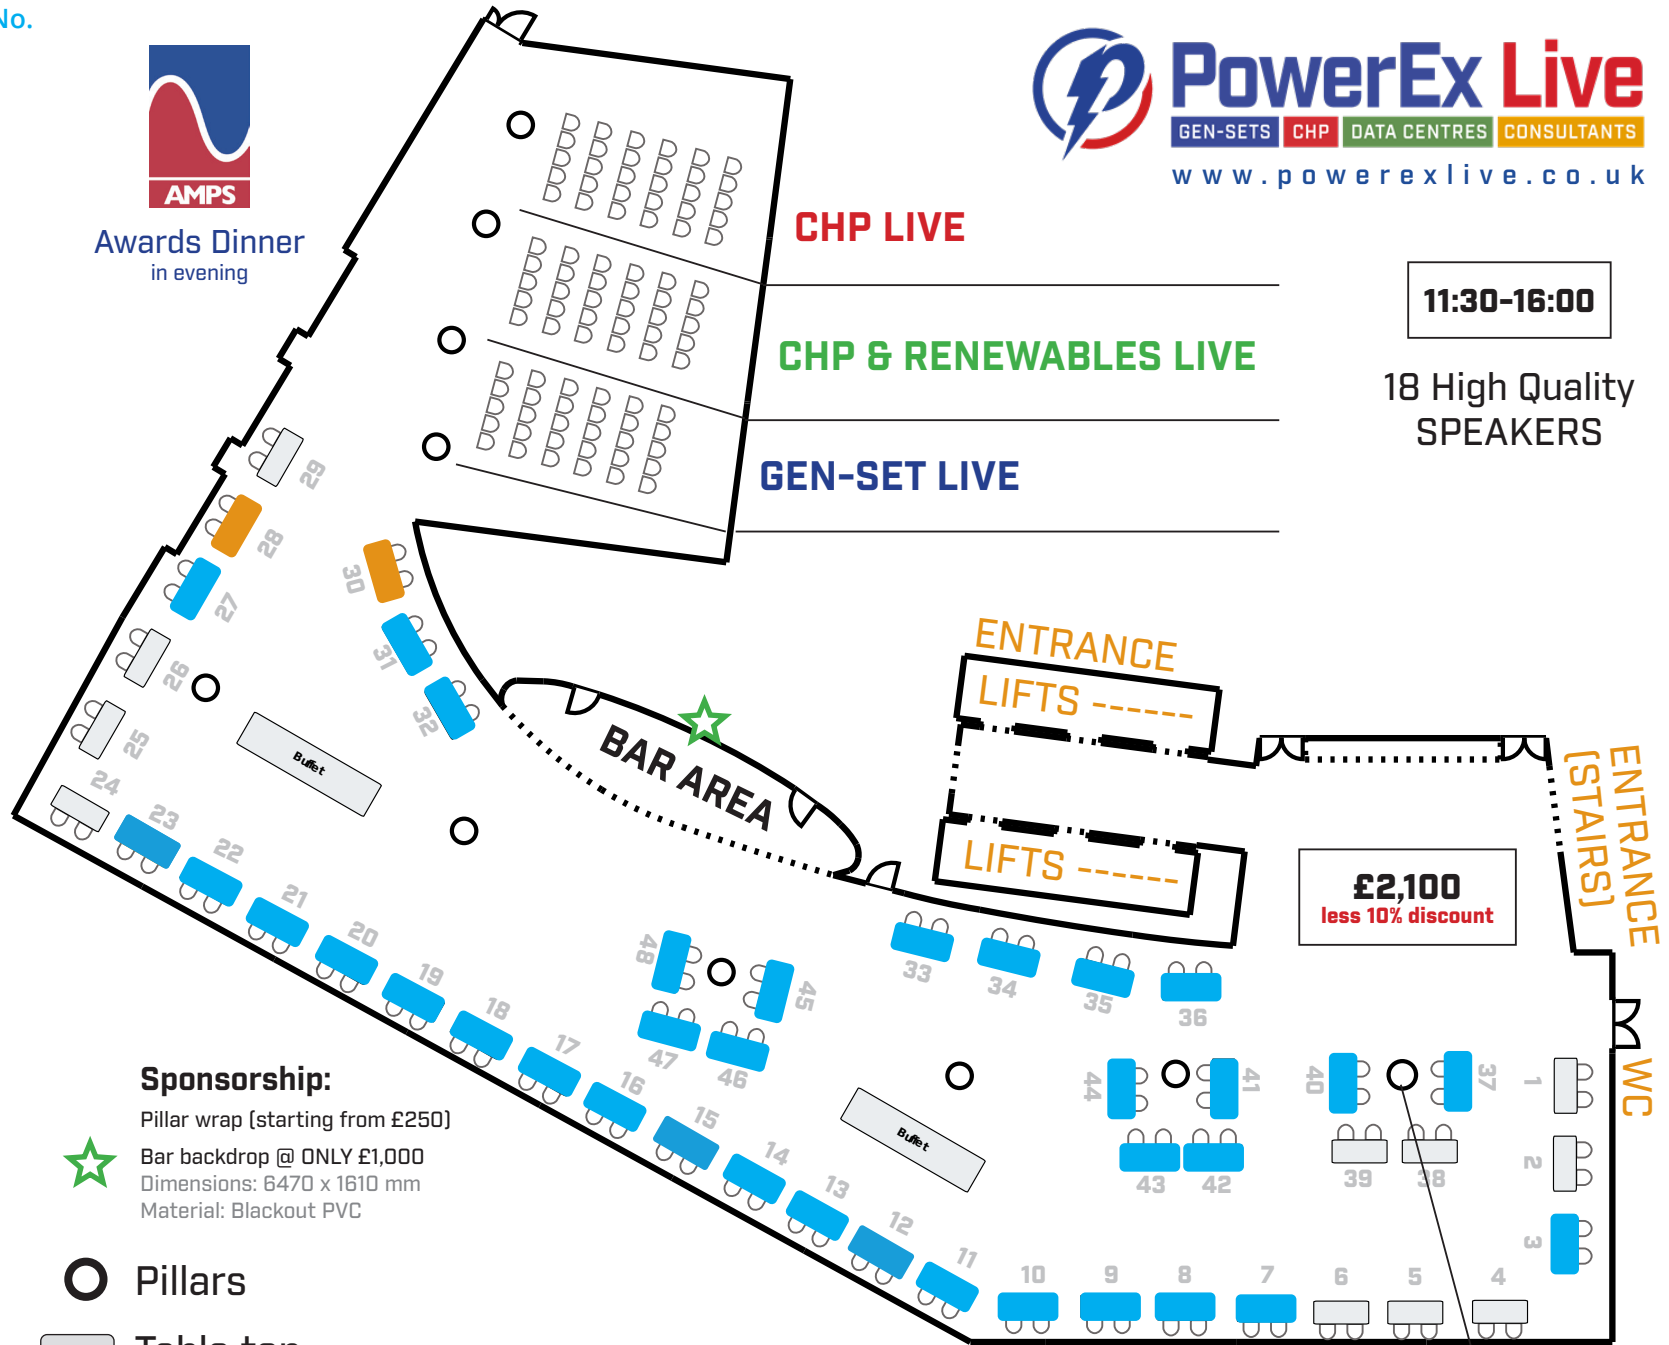 No.
AMPS
Awards Dinner
in evening
PowerEx Live
GEN-SETS CHP DATA CENTRES CONSULTANTS
www.powerexlive.co.uk
CHP LIVE
11:30-16:00
CHP & RENEWABLES LIVE
18 High Quality
SPEAKERS
GEN-SET LIVE
29
28
30
27
31
26
32
25
24
23
22
21
20
19
18
17
16
15
14
13
12
11
Buffet
BAR AREA
ENTRANCE
LIFTS
LIFTS
ENTRANCE
(STAIRS)
£2,100
less 10% discount
33
34
35
36
48
45
47
46
44
41
40
37
43
42
39
38
Buffet
WC
1
2
3
10
9
8
7
6
5
4
Sponsorship:
Pillar wrap (starting from £250)
Bar backdrop @ ONLY £1,000
Dimensions: 6470 x 1610 mm
Material: Blackout PVC
Pillars
Table top